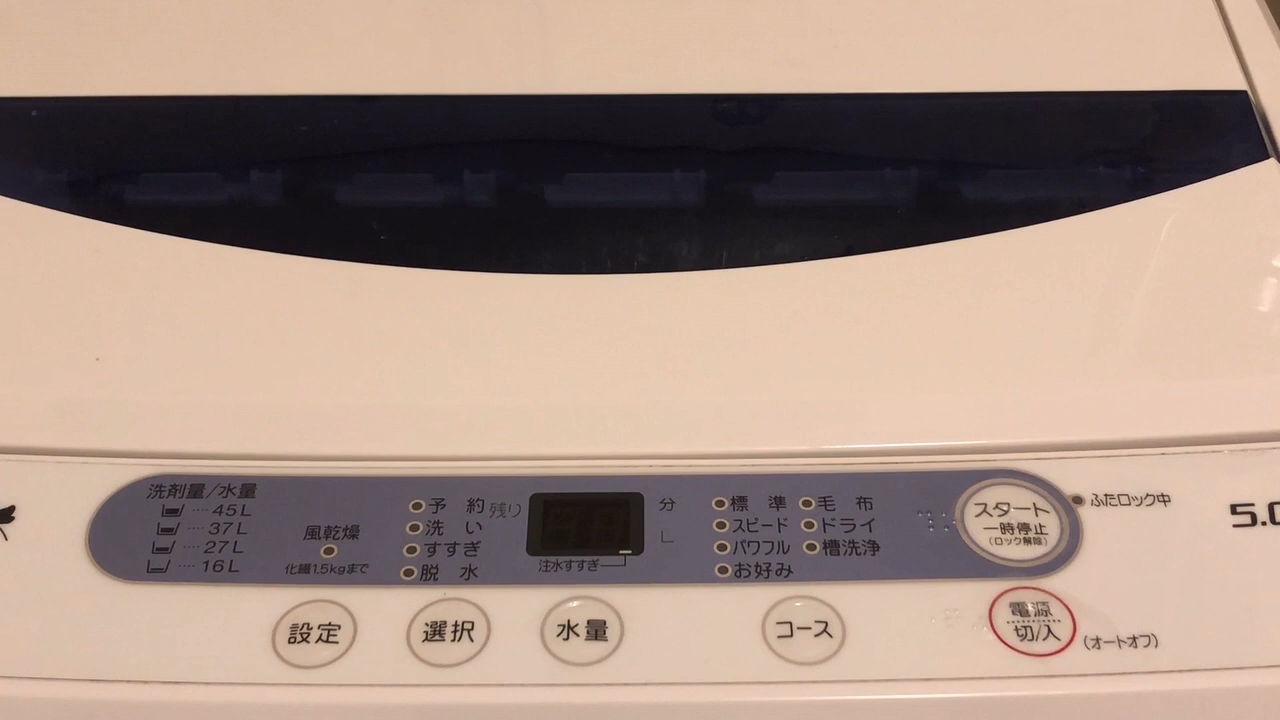 洗剤量/水量
····45L
····37L
····27L
····16L
風乾燥
化繊1.5kgまで
予 約
洗 い
すすぎ
脱 水
残り
分
L
注水すすぎ
標 準
スピード
パワフル
お好み
毛 布
ドライ
槽洗浄
スタート
一時停止
(ロック解除)
ふたロック中
5.0
設定
選択
水量
コース
電源
切/入
(オートオフ)